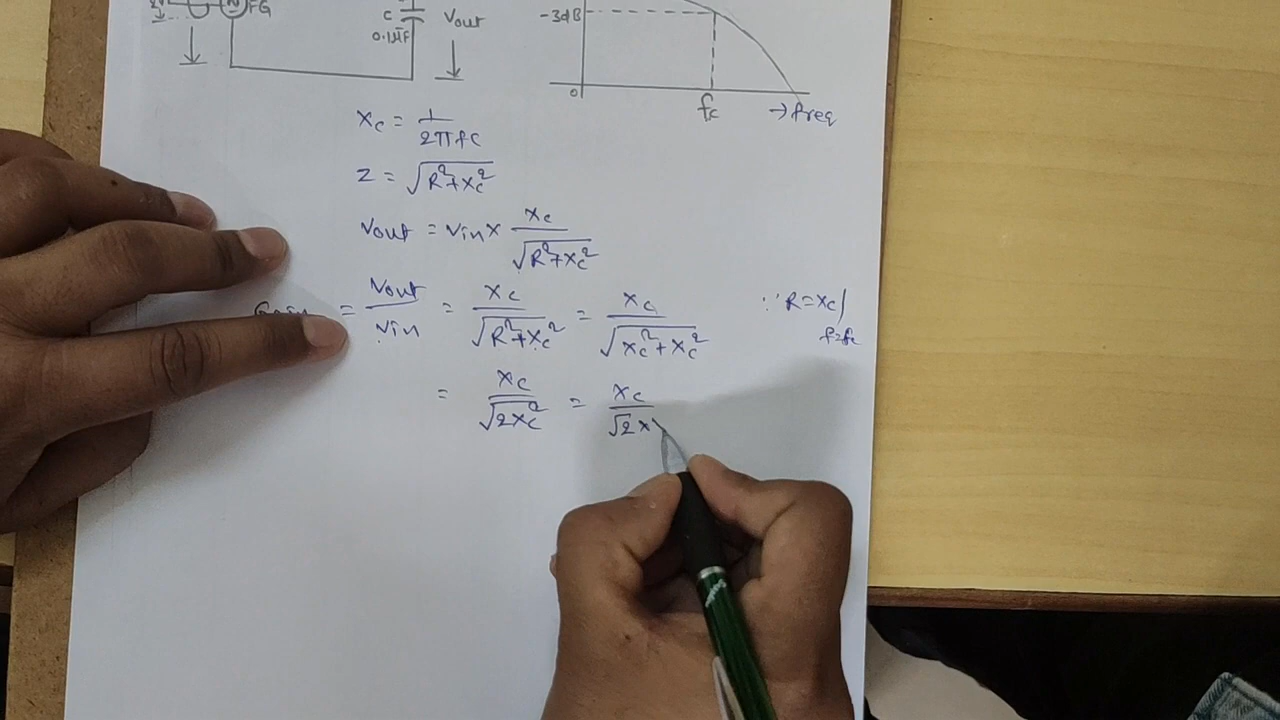 FG
C
0.1µF
Vout
-3dB
0
fc
→freq
Xc = 1/2πfC
Z = √R²+Xc²
Vout = Vin x Xc/√R²+Xc²
= Vout/Vin = Xc/√R²+Xc² = Xc/√Xc²+Xc² ∵ R=Xc|f=fc
= Xc/√2Xc² = Xc/√2 x